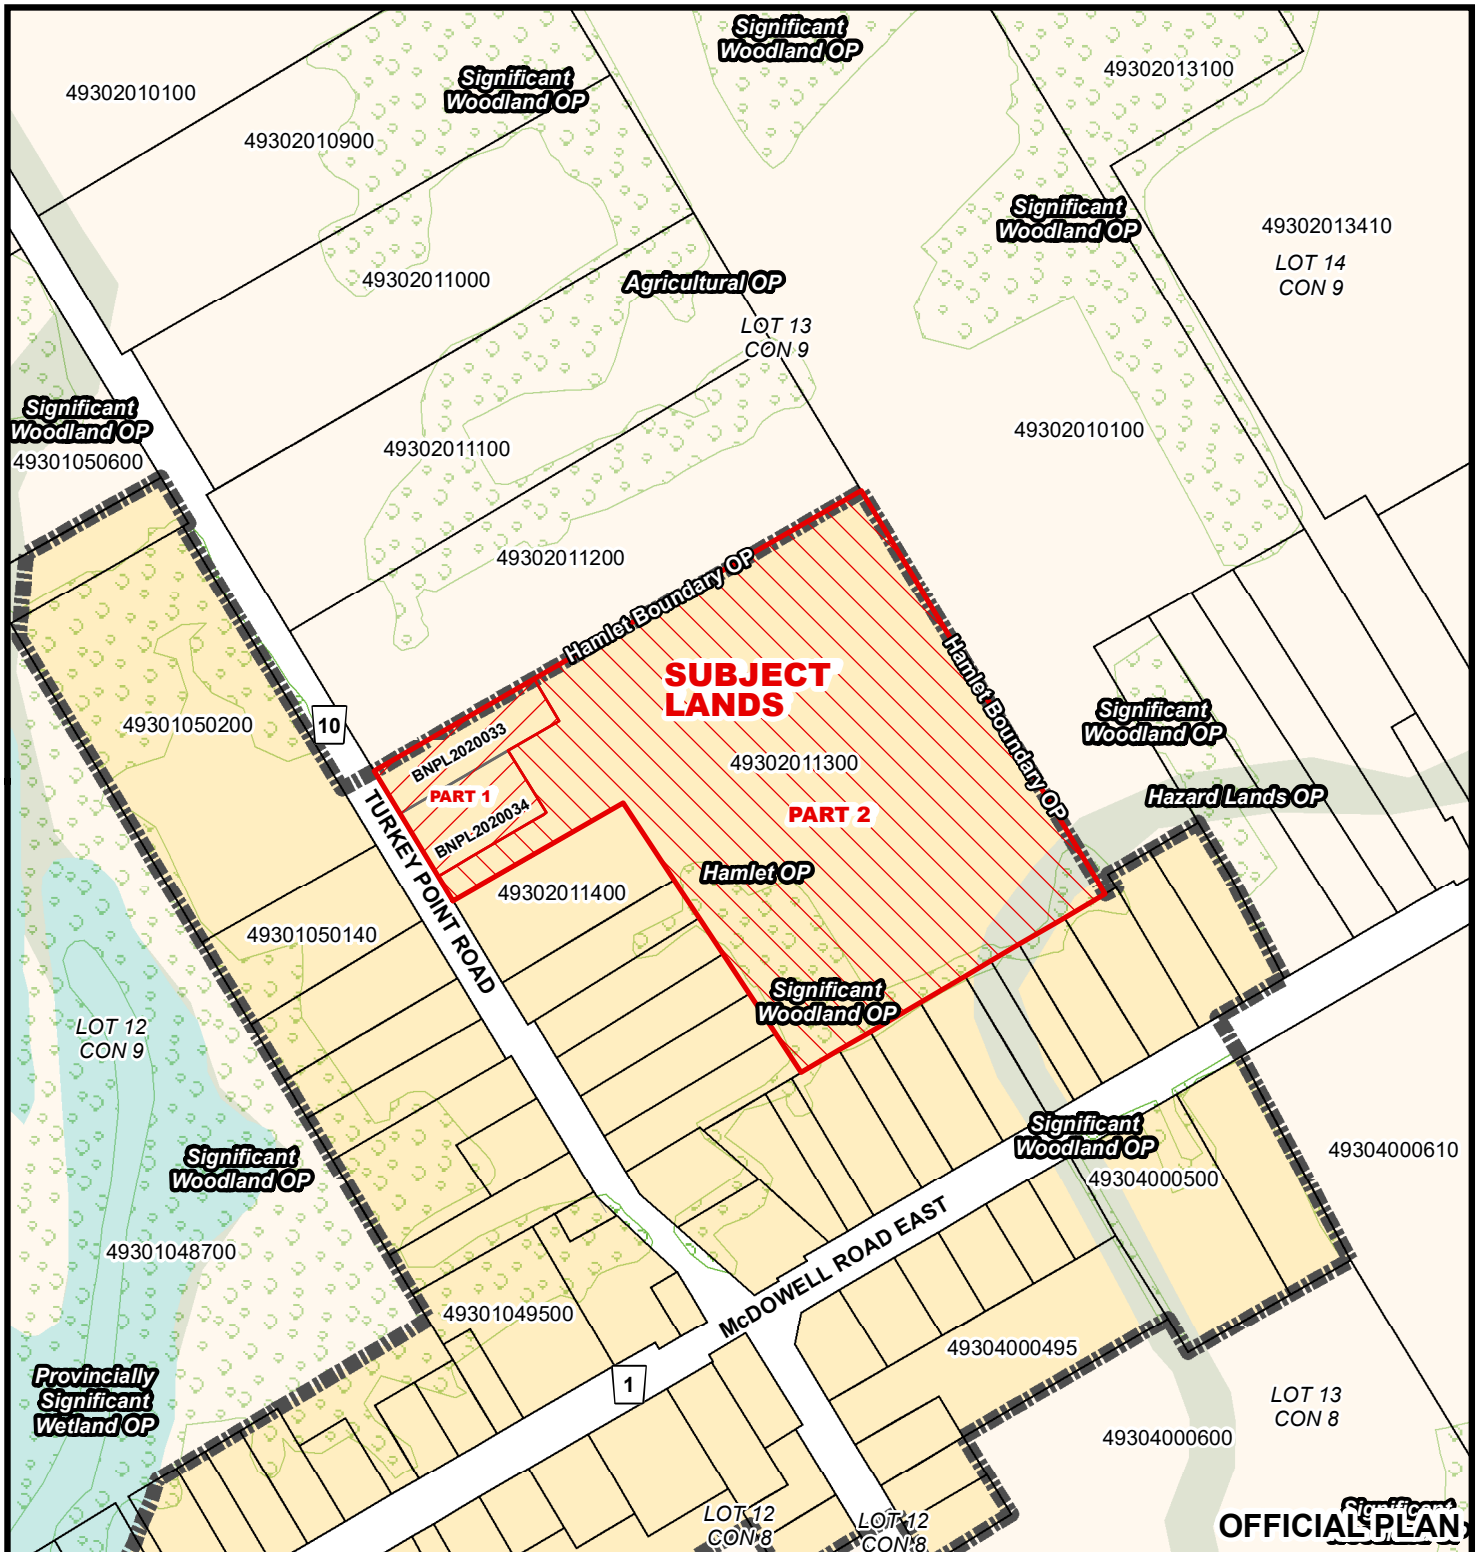 Significant
Woodland OP
Significant
Woodland OP
49302013100
49302010100
49302010900
Significant
Woodland OP
49302013410
LOT 14
CON 9
49302011000
Agricultural OP
LOT 13
CON 9
Significant
Woodland OP
49301050600
49302011100
49302010100
49302011200
Hamlet Boundary OP
SUBJECT
LANDS
Hamlet Boundary OP
49301050200
10
BNPL2020033
49302011300
Significant
Woodland OP
PART 1
PART 2
Hazard Lands OP
BNPL2020034
TURKEY POINT ROAD
Hamlet OP
49302011400
49301050140
Significant
Woodland OP
LOT 12
CON 9
Significant
Woodland OP
49304000500
49304000610
Significant
Woodland OP
49301048700
McDOWELL ROAD EAST
49301049500
49304000495
Provincially
Significant
Wetland OP
1
LOT 13
CON 8
49304000600
LOT 12
CON 8
LOT 12
CON 8
Significant
OFFICIAL PLAN